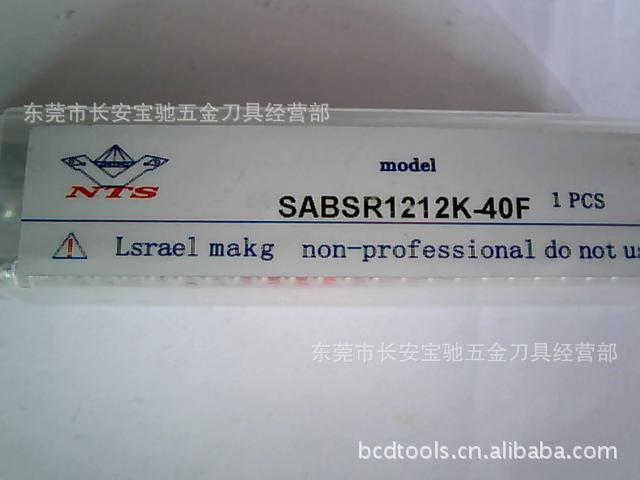 东莞市长安宝驰五金刀具经营部
model
NTS
SABSR1212K-40F 1 PCS
Lsrael makg non-professional do not us
东莞市长安宝驰五金刀具经营部
bcdtools.cn.alibaba.com